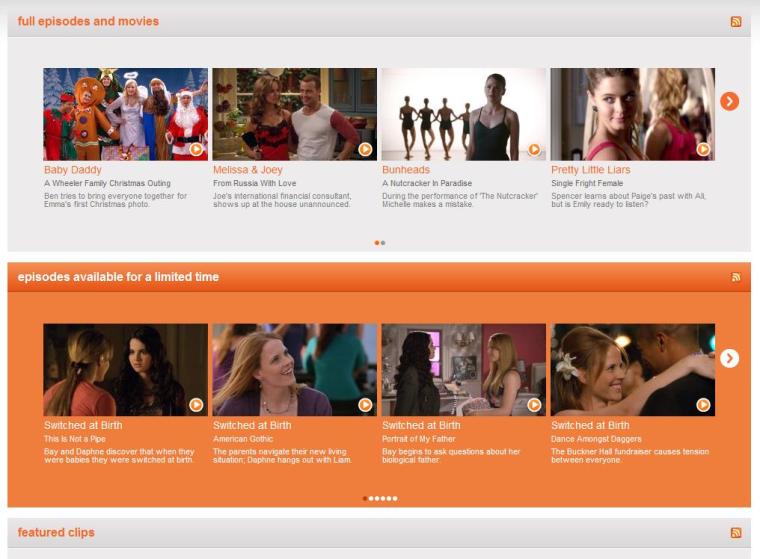 full episodes and movies
Baby Daddy
A Wheeler Family Christmas Outing
Ben tries to bring everyone together for
Emma's first Christmas photo.
Melissa & Joey
From Russia With Love
Joe's international financial consultant,
shows up at the house unannounced.
Bunheads
A Nutcracker In Paradise
During the performance of 'The Nutcracker'
Michelle makes a mistake.
Pretty Little Liars
Single Fright Female
Spencer learns about Paige's past with Ali,
but is Emily ready to listen?
episodes available for a limited time
Switched at Birth
This Is Not a Pipe
Bay and Daphne discover that when they
were babies they were switched at birth.
Switched at Birth
American Gothic
The parents navigate their new living
situation; Daphne hangs out with Liam.
Switched at Birth
Portrait of My Father
Bay begins to ask questions about her
biological father.
Switched at Birth
Dance Amongst Daggers
The Buckner Hall fundraiser causes tension
between everyone.
featured clips